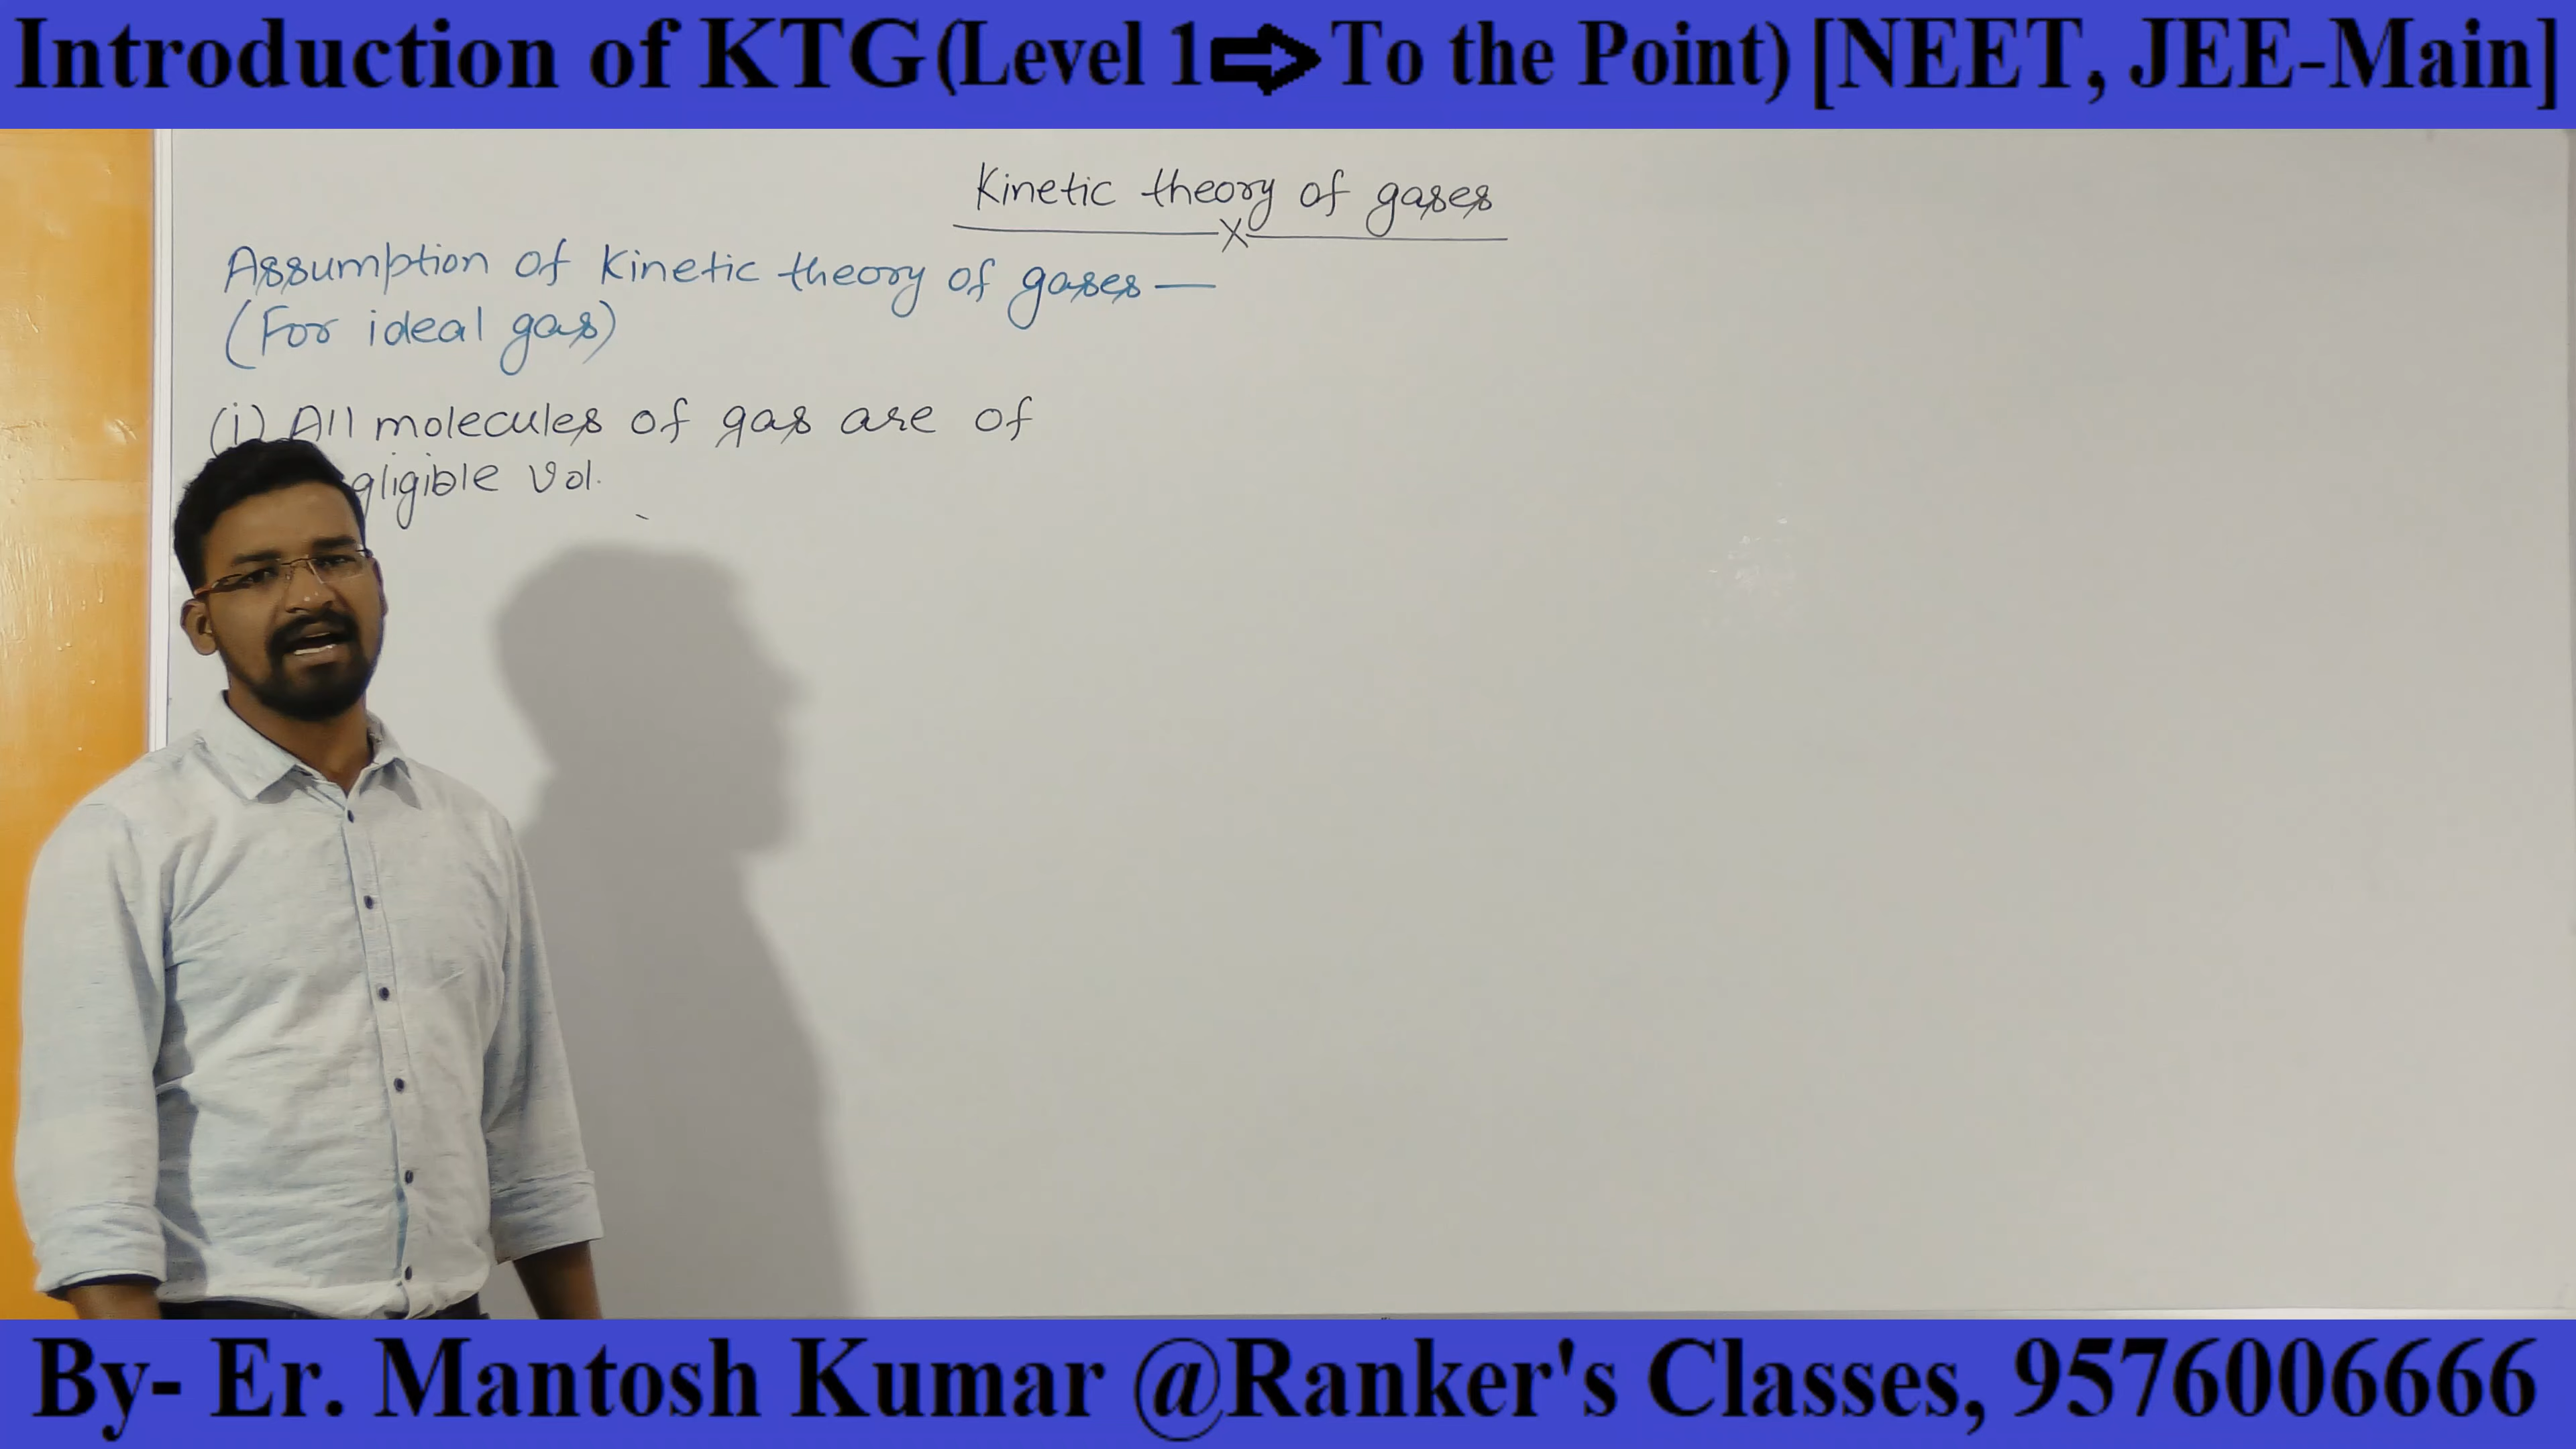 Introduction of KTG (Level 1⇨To the Point) [NEET, JEE-Main]
Kinetic theory of gases
x
Assumption of Kinetic theory of gases —
(For ideal gas)
(i) All molecules of gas are of
gligible Vol.
By- Er. Mantosh Kumar @Ranker's Classes, 9576006666